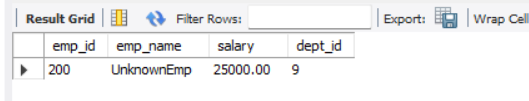 Result Grid Filter Rows: Export: Wrap Cell
emp_id emp_name salary dept_id
200 UnknownEmp 25000.00 9